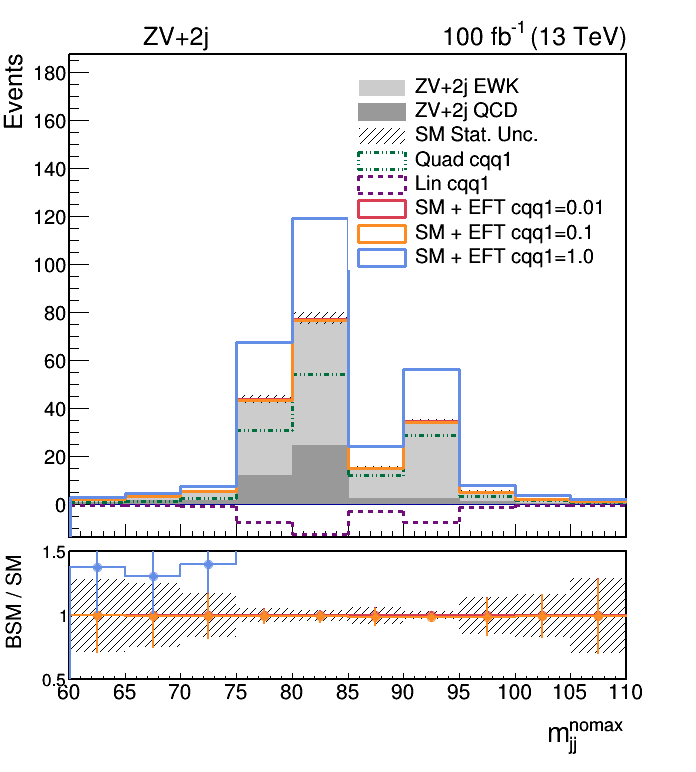 ZV+2j 100 fb-1 (13 TeV)
Events
180
160
140
120
100
80
60
40
20
0
ZV+2j EWK
ZV+2j QCD
SM Stat. Unc.
Quad cqq1
Lin cqq1
SM + EFT cqq1=0.01
SM + EFT cqq1=0.1
SM + EFT cqq1=1.0
BSM / SM
1.5
1
0.5
60 65 70 75 80 85 90 95 100 105 110
m_jj^nomax